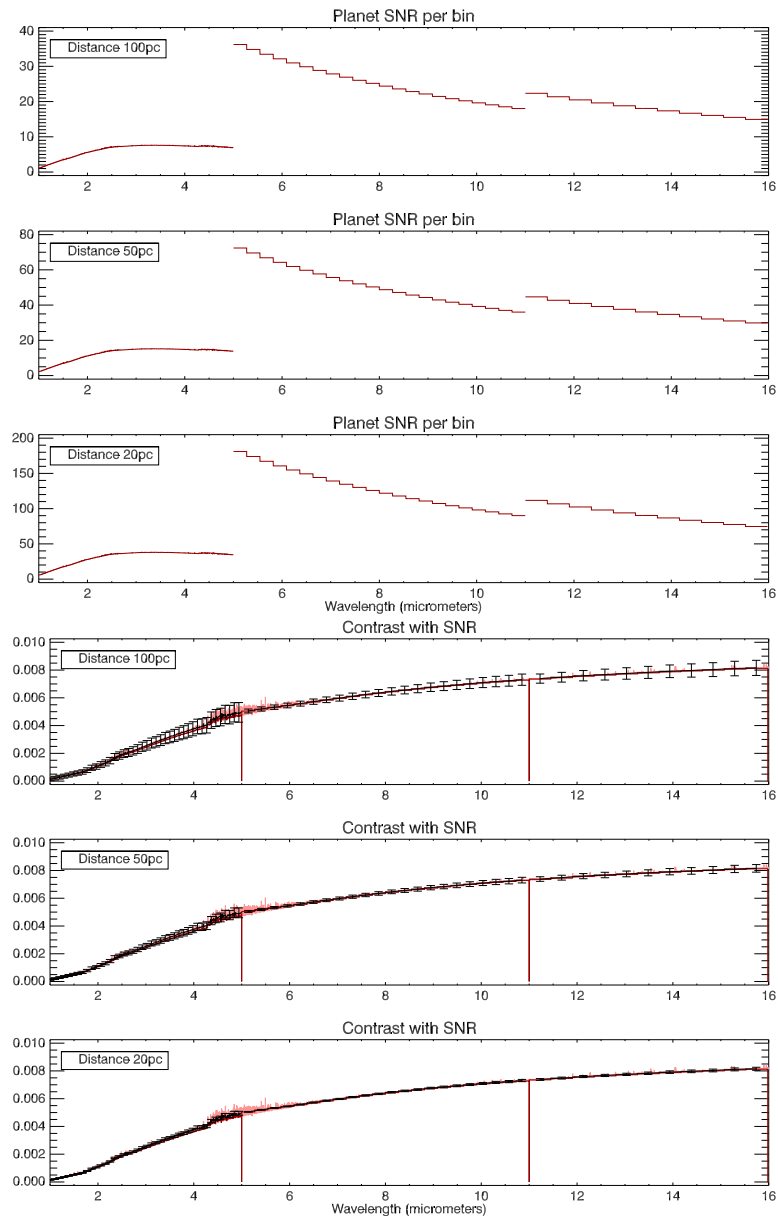 Planet SNR per bin
40
30
20
10
0
Distance 100pc
2 4 6 8 10 12 14 16
Planet SNR per bin
80
60
40
20
0
Distance 50pc
2 4 6 8 10 12 14 16
Planet SNR per bin
200
150
100
50
0
Distance 20pc
2 4 6 8 10 12 14 16
Wavelength (micrometers)
Contrast with SNR
0.010
0.008
0.006
0.004
0.002
0.000
Distance 100pc
2 4 6 8 10 12 14 16
Contrast with SNR
0.010
0.008
0.006
0.004
0.002
0.000
Distance 50pc
2 4 6 8 10 12 14 16
Contrast with SNR
0.010
0.008
0.006
0.004
0.002
0.000
Distance 20pc
2 4 6 8 10 12 14 16
Wavelength (micrometers)